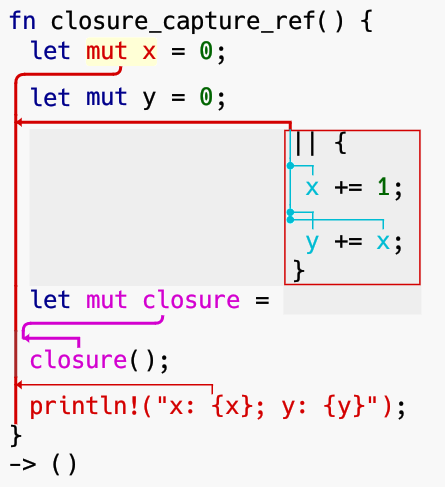 fn closure_capture_ref() {
let mut x = 0;
let mut y = 0;
|| {
x += 1;
y += x;
}
let mut closure =
closure();
println!("x: {x}; y: {y}");
}
-> ()